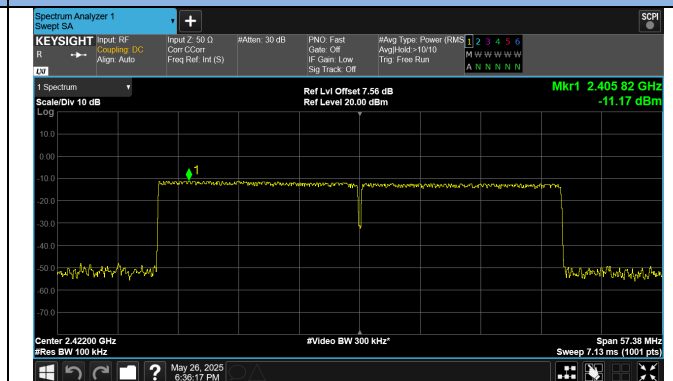 Spectrum Analyzer 1
Swept SA
SCPI
KEYSIGHT
R
LXI
Input: RF
Coupling: DC
Align: Auto
Input Z: 50 Ω
Corr CCorr
Freq Ref: Int (S)
#Atten: 30 dB
PNO: Fast
Gate: Off
IF Gain: Low
Sig Track: Off
#Avg Type: Power (RMS
Avg|Hold:>10/10
Trig: Free Run
1 2 3 4 5 6
M W W W W W
A N N N N N
1 Spectrum
Scale/Div 10 dB
Ref Lvl Offset 7.56 dB
Ref Level 20.00 dBm
Mkr1 2.405 82 GHz
-11.17 dBm
Log
10.0
0.00
-10.0
-20.0
-30.0
-40.0
-50.0
-60.0
-70.0
1
Center 2.42200 GHz
#Res BW 100 kHz
#Video BW 300 kHz*
Span 57.38 MHz
Sweep 7.13 ms (1001 pts)
?
May 26, 2025
6:36:17 PM